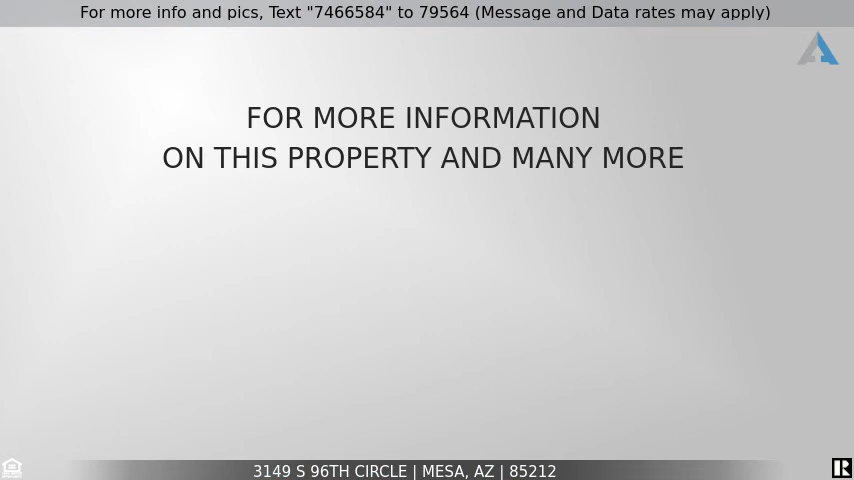 For more info and pics, Text "7466584" to 79564 (Message and Data rates may apply)
FOR MORE INFORMATION
ON THIS PROPERTY AND MANY MORE
3149 S 96TH CIRCLE | MESA, AZ | 85212